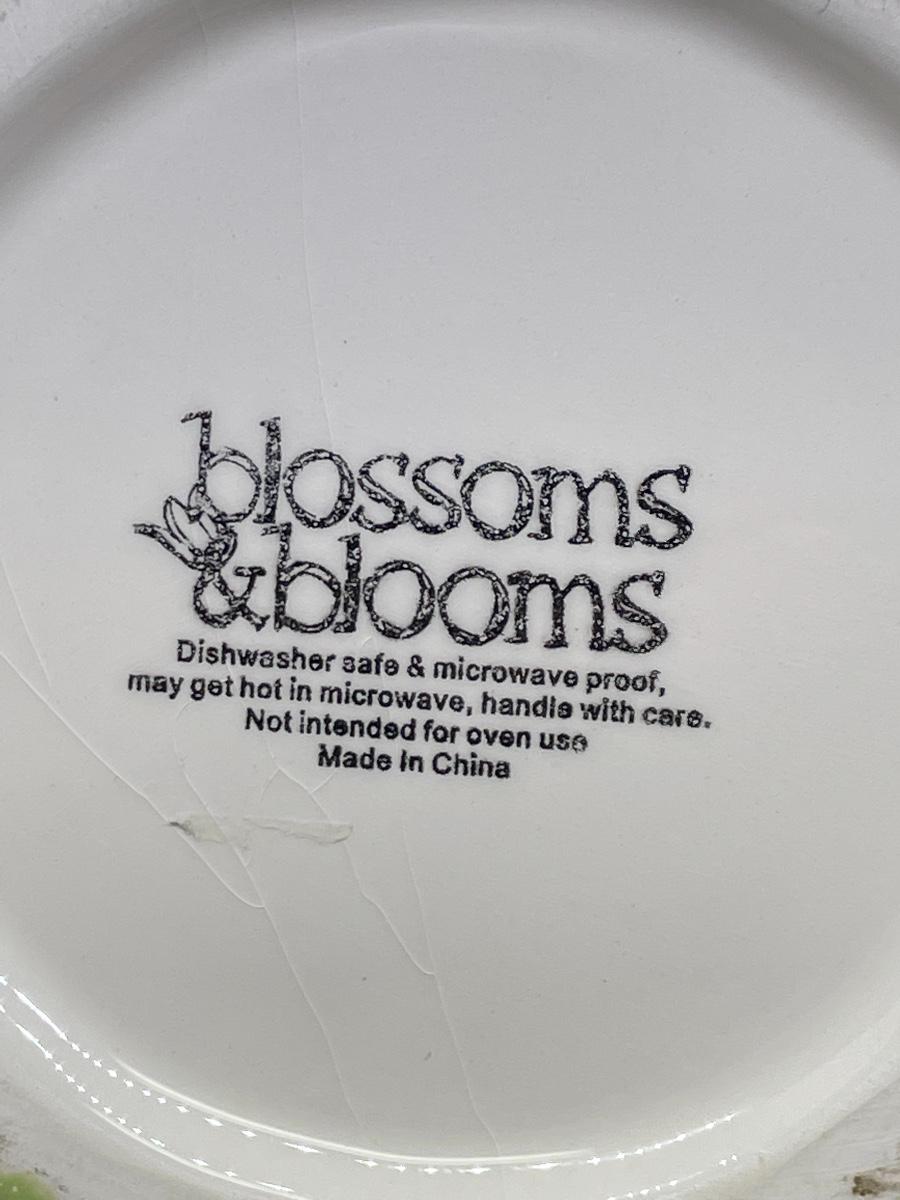 blossoms
&blooms
Dishwasher safe & microwave proof,
may get hot in microwave, handle with care.
Not intended for oven use
Made In China